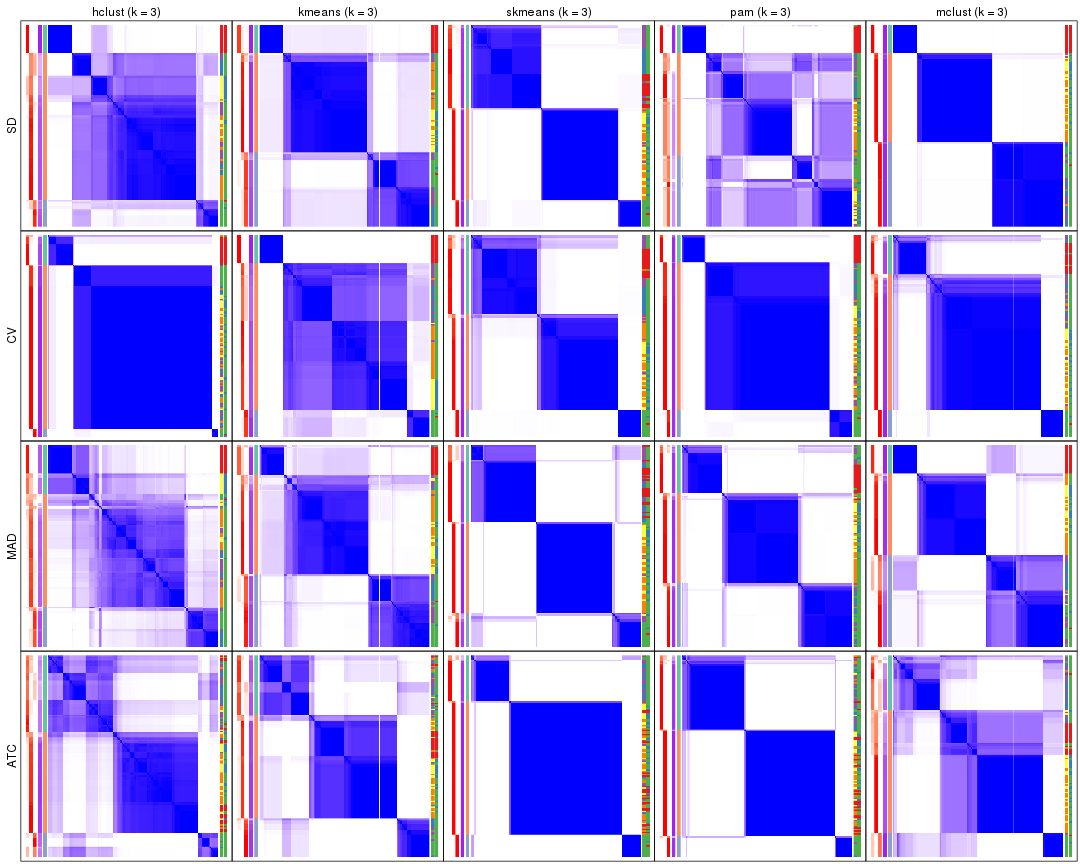 hclust (k = 3)
kmeans (k = 3)
skmeans (k = 3)
pam (k = 3)
mclust (k = 3)
SD
CV
MAD
ATC